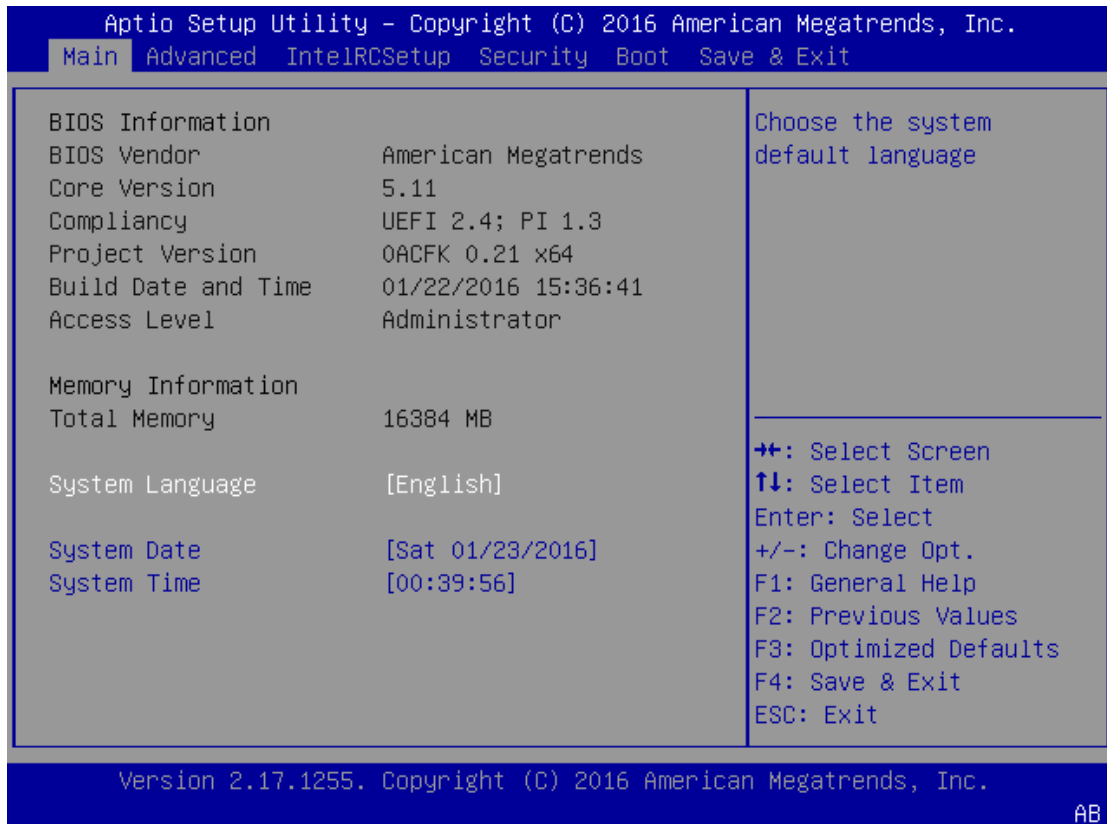 Aptio Setup Utility – Copyright (C) 2016 American Megatrends, Inc.
Main Advanced IntelRCSetup Security Boot Save & Exit
BIOS Information
BIOS Vendor American Megatrends
Core Version 5.11
Compliancy UEFI 2.4; PI 1.3
Project Version 0ACFK 0.21 x64
Build Date and Time 01/22/2016 15:36:41
Access Level Administrator
Memory Information
Total Memory 16384 MB
System Language [English]
System Date [Sat 01/23/2016]
System Time [00:39:56]
Choose the system
default language
→←: Select Screen
↑↓: Select Item
Enter: Select
+/-: Change Opt.
F1: General Help
F2: Previous Values
F3: Optimized Defaults
F4: Save & Exit
ESC: Exit
Version 2.17.1255. Copyright (C) 2016 American Megatrends, Inc.
AB